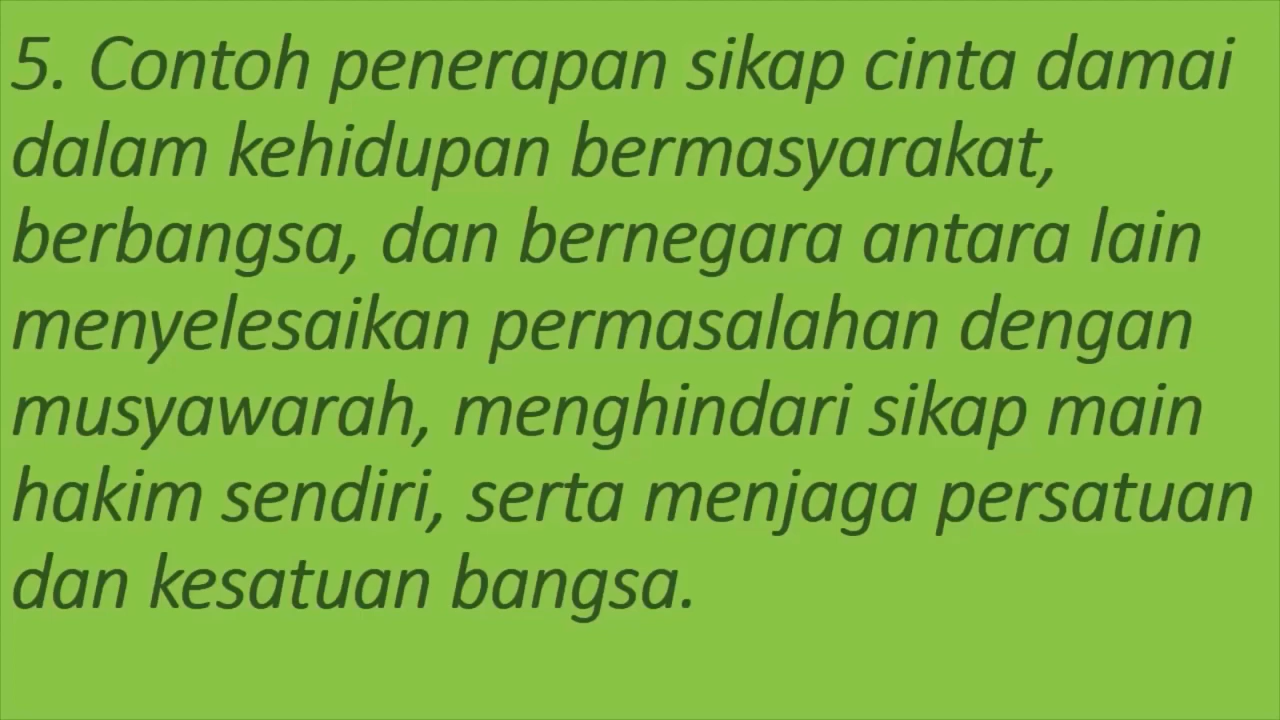 5. Contoh penerapan sikap cinta damai
dalam kehidupan bermasyarakat,
berbangsa, dan bernegara antara lain
menyelesaikan permasalahan dengan
musyawarah, menghindari sikap main
hakim sendiri, serta menjaga persatuan
dan kesatuan bangsa.